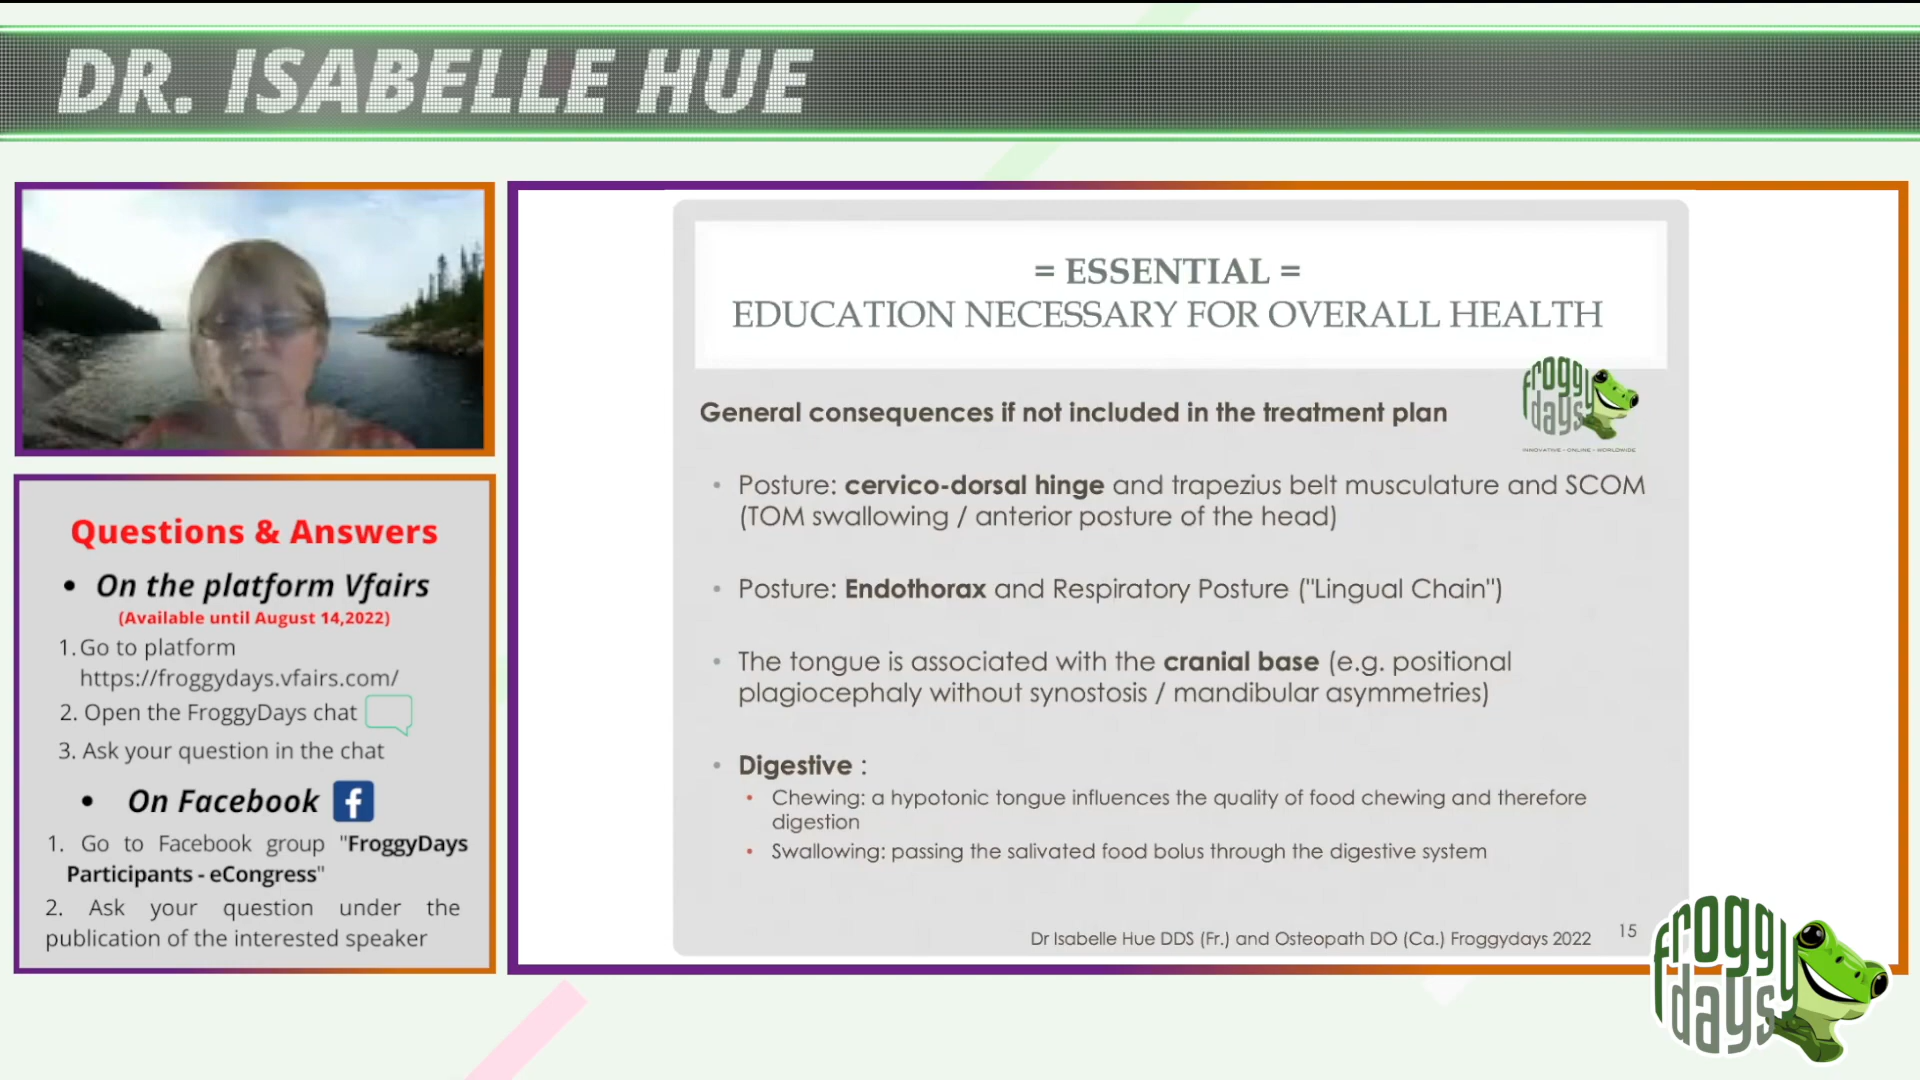 DR. ISABELLE HUE
= ESSENTIAL =
EDUCATION NECESSARY FOR OVERALL HEALTH
froggy
days
INNOVATIVE - ONLINE - WORLDWIDE
General consequences if not included in the treatment plan
• Posture: cervico-dorsal hinge and trapezius belt musculature and SCOM
(TOM swallowing / anterior posture of the head)
• Posture: Endothorax and Respiratory Posture ("Lingual Chain")
• The tongue is associated with the cranial base (e.g. positional
plagiocephaly without synostosis / mandibular asymmetries)
• Digestive :
• Chewing: a hypotonic tongue influences the quality of food chewing and therefore
digestion
• Swallowing: passing the salivated food bolus through the digestive system
Dr Isabelle Hue DDS (Fr.) and Osteopath DO (Ca.) Froggydays 2022
15
Questions & Answers
• On the platform Vfairs
(Available until August 14,2022)
1. Go to platform
https://froggydays.vfairs.com/
2. Open the FroggyDays chat
3. Ask your question in the chat
• On Facebook f
1. Go to Facebook group "FroggyDays
Participants - eCongress"
2. Ask your question under the
publication of the interested speaker
froggy
days